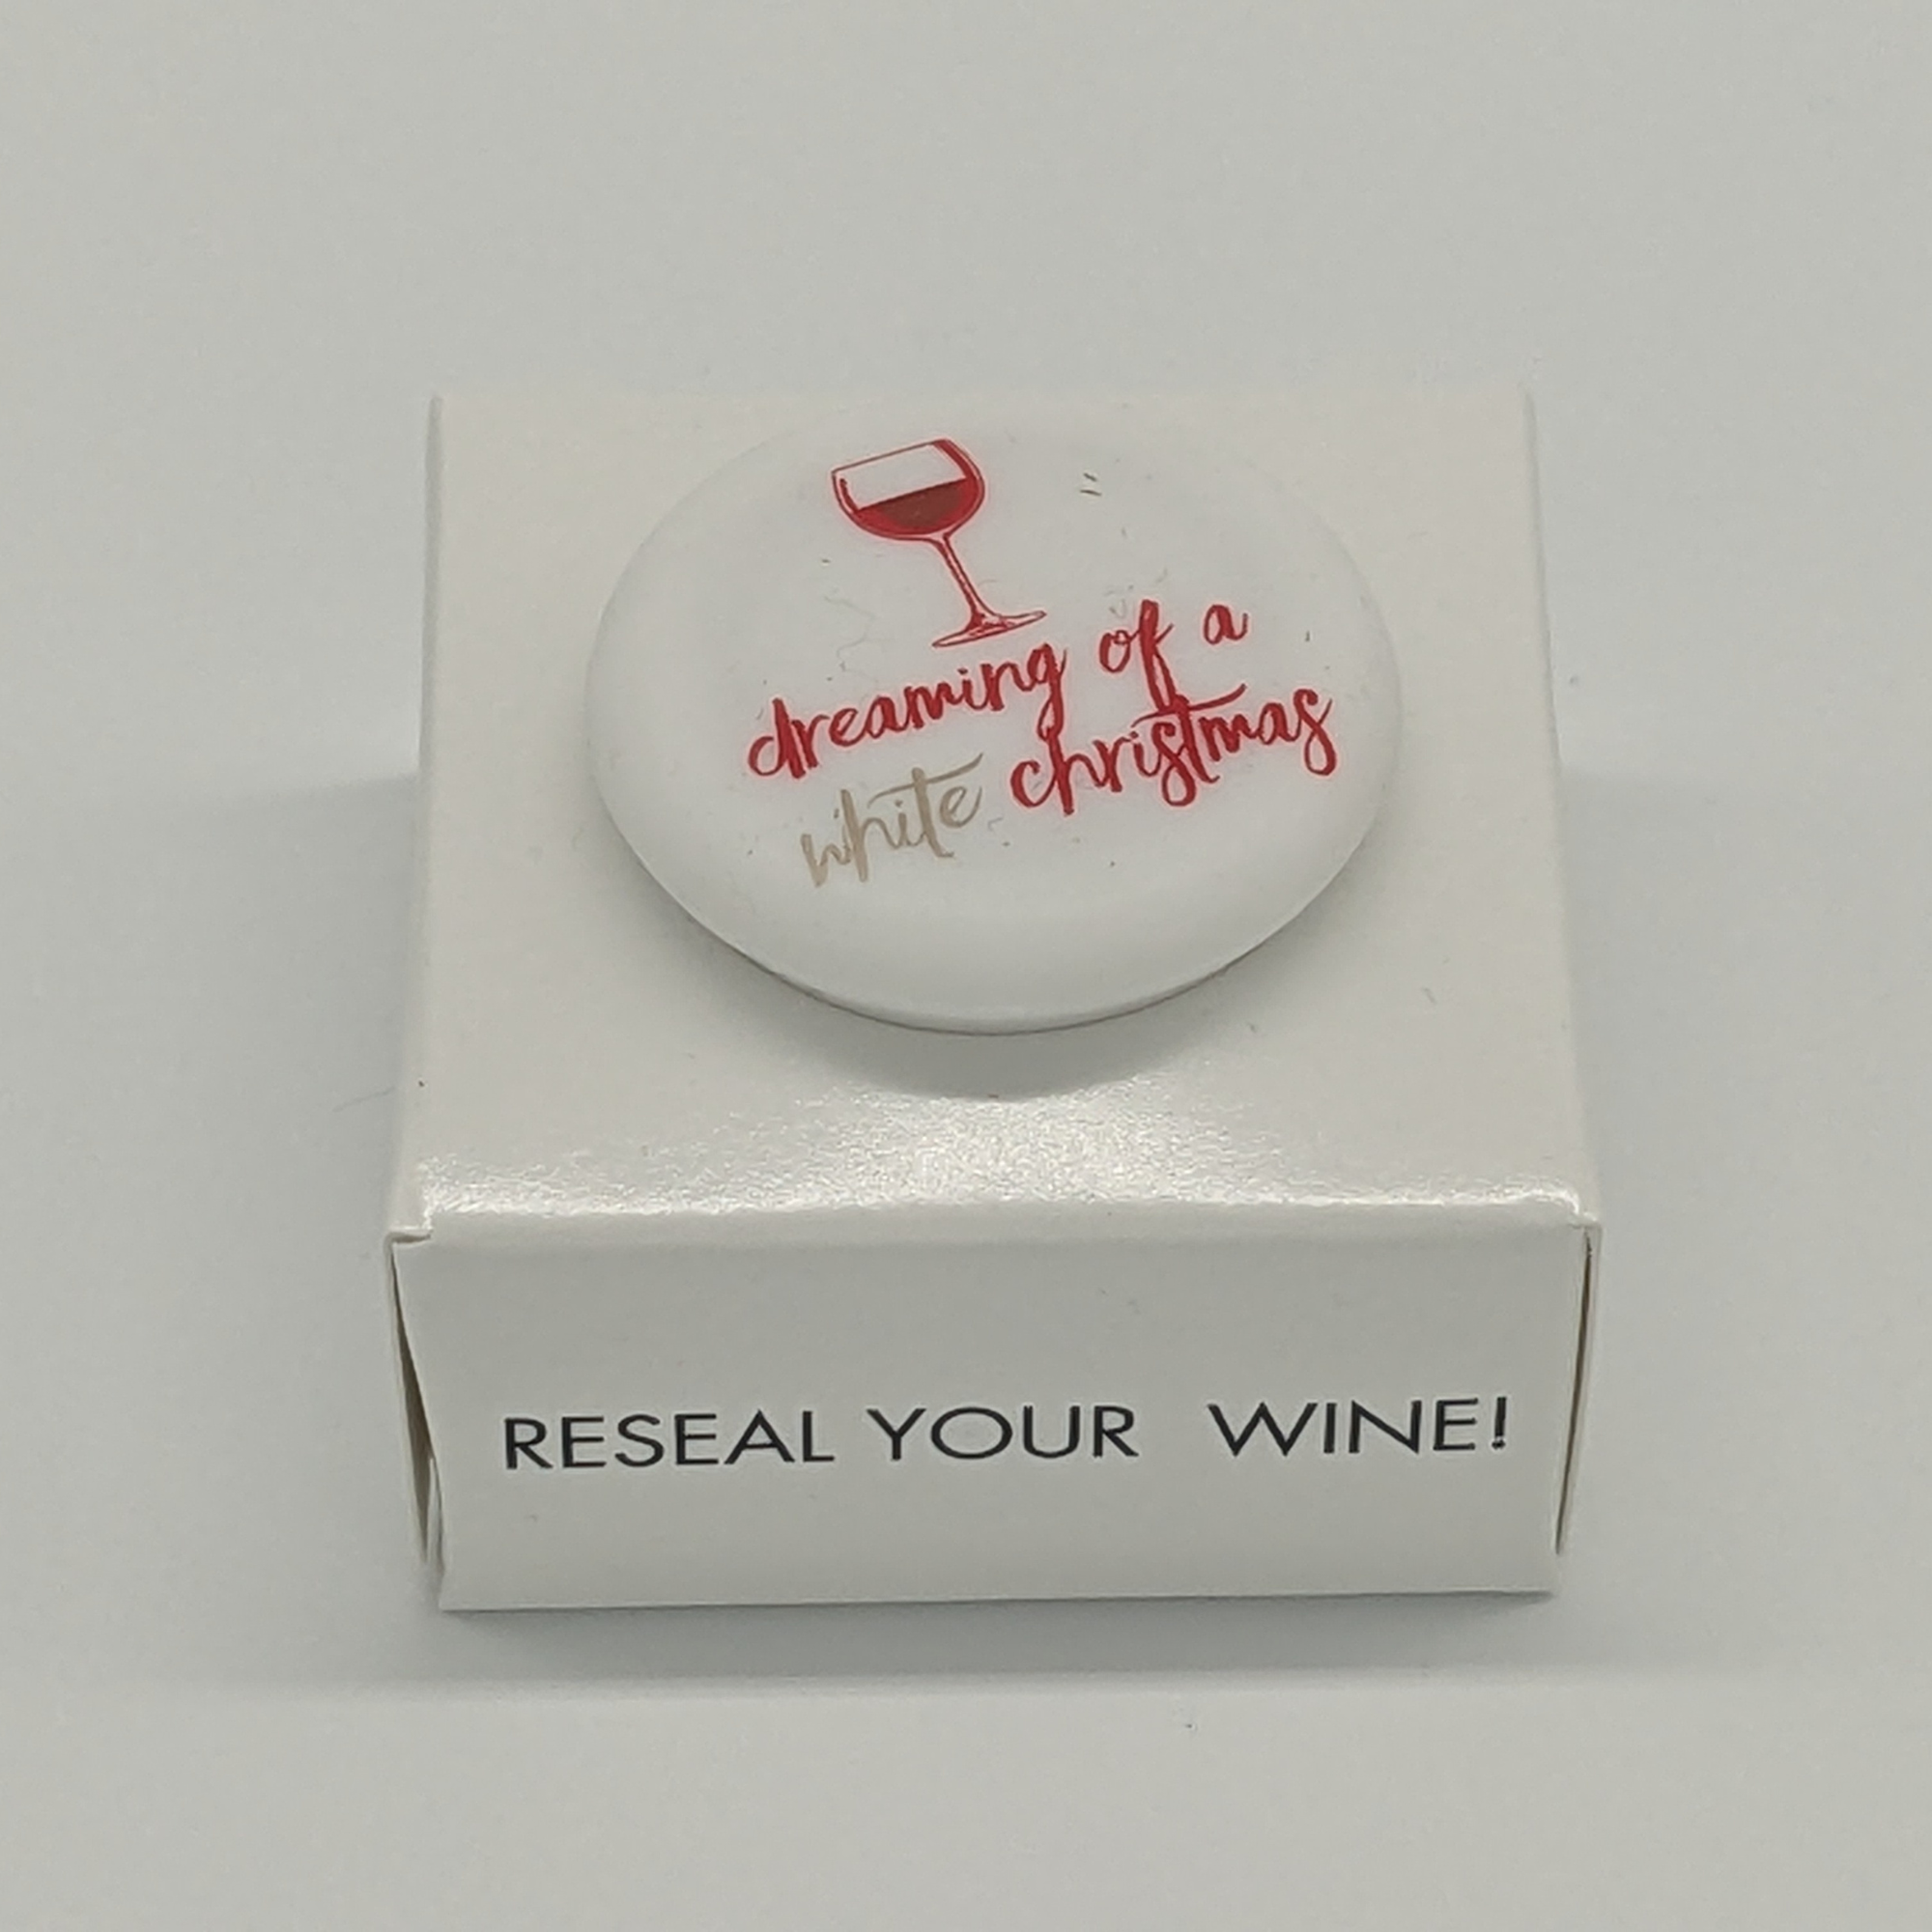 dreaming of a
white christmas
RESEAL YOUR WINE!